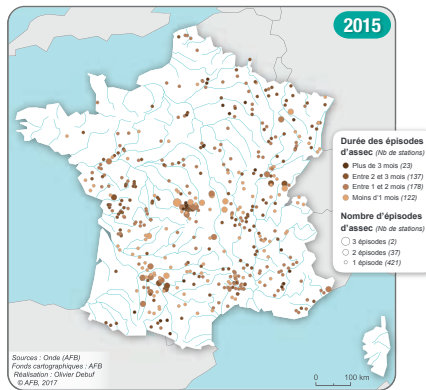 2015
Durée des épisodes
d'assec (Nb de stations)
Plus de 3 mois (23)
Entre 2 et 3 mois (137)
Entre 1 et 2 mois (178)
Moins d'1 mois (122)
Nombre d'épisodes
d'assec (Nb de stations)
3 épisodes (2)
2 épisodes (37)
1 épisode (421)
Sources : Onde (AFB)
Fonds cartographiques : AFB
Réalisation : Olivier Debuf
© AFB, 2017
0 100 km